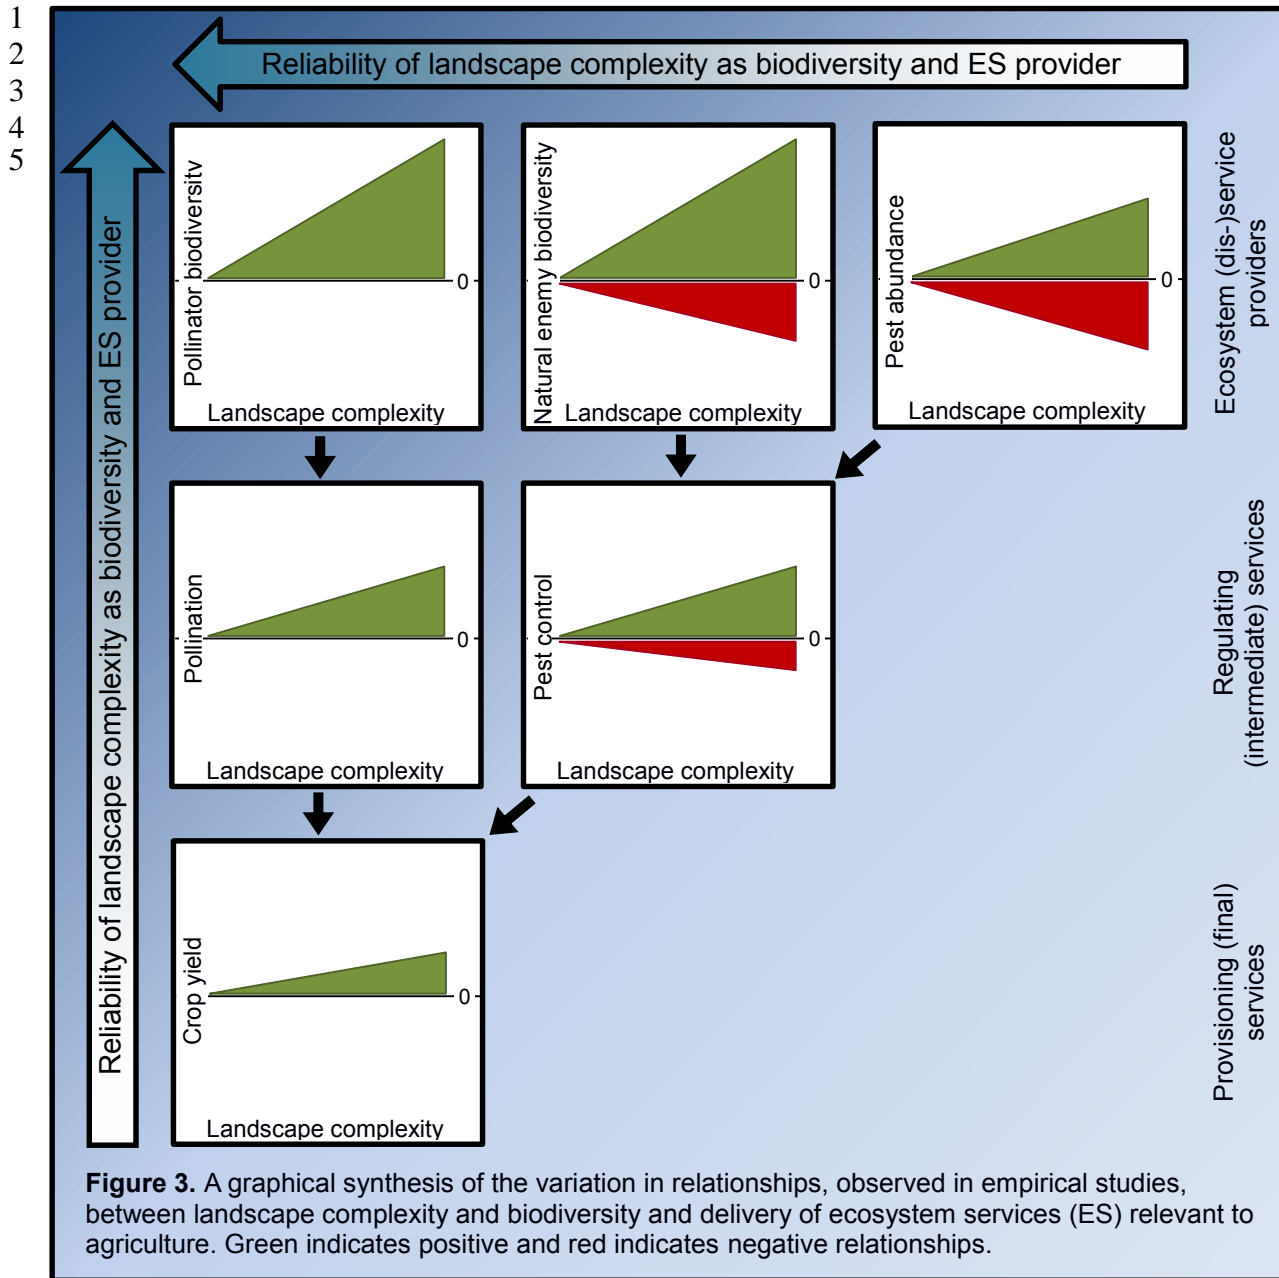 1
2
3
4
5
Reliability of landscape complexity as biodiversity and ES provider
Reliability of landscape complexity as biodiversity and ES provider
Pollinator biodiversity
0
Landscape complexity
Natural enemy biodiversity
0
Landscape complexity
Pest abundance
0
Landscape complexity
Ecosystem (dis-)service
providers
Pollination
0
Landscape complexity
Pest control
0
Landscape complexity
Regulating
(intermediate) services
Crop yield
0
Landscape complexity
Provisioning (final)
services
Figure 3. A graphical synthesis of the variation in relationships, observed in empirical studies,
between landscape complexity and biodiversity and delivery of ecosystem services (ES) relevant to
agriculture. Green indicates positive and red indicates negative relationships.